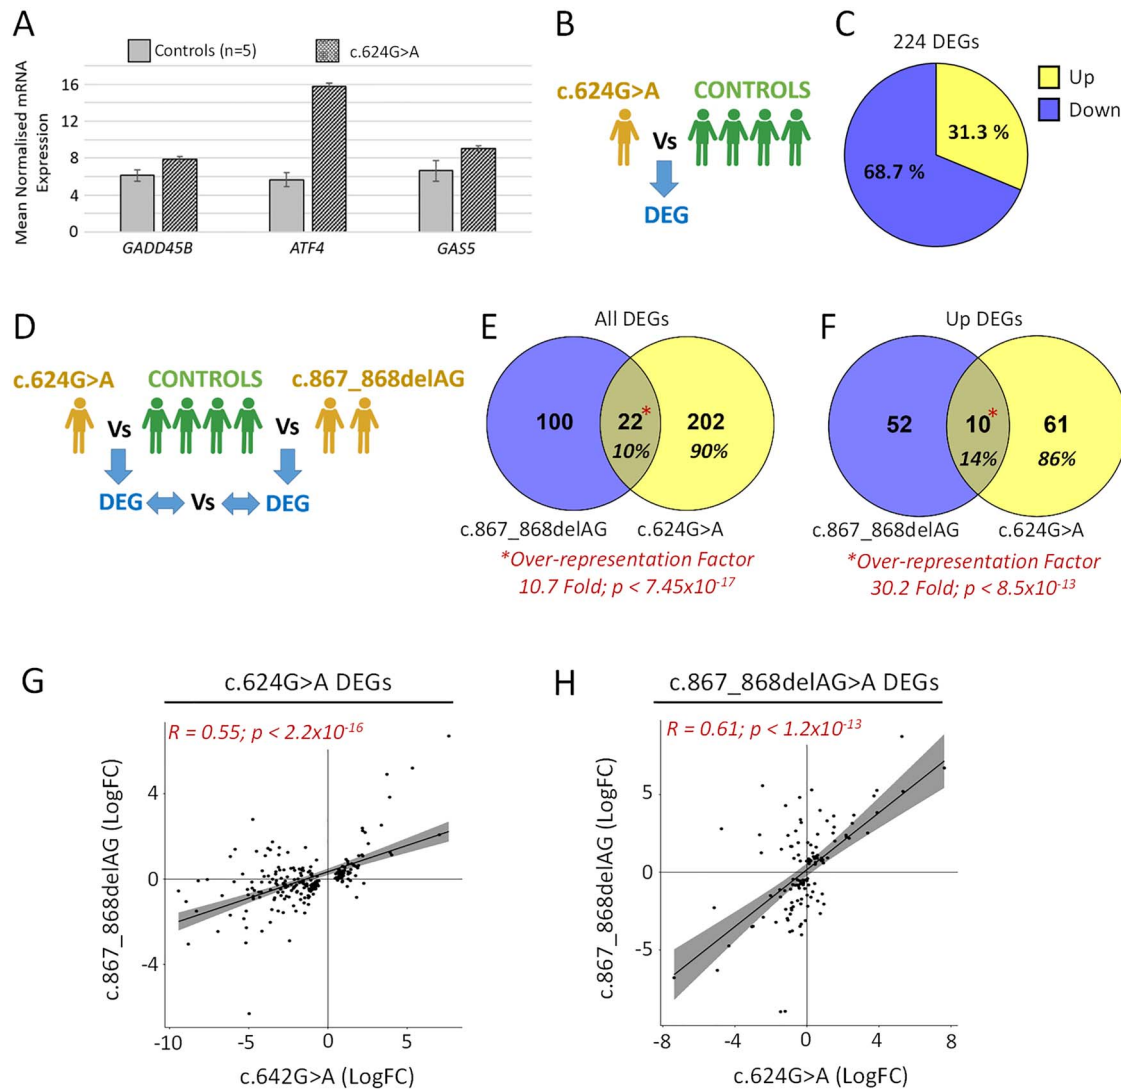 A
Controls (n=5)
c.624G>A
Mean Normalised mRNA
Expression
16
12
8
4
0
GADD45B
ATF4
GAS5
B
c.624G>A
CONTROLS
Vs
DEG
C
224 DEGs
Up
Down
31.3 %
68.7 %
D
c.624G>A
CONTROLS
c.867_868delAG
Vs
Vs
DEG
Vs
DEG
E
All DEGs
100
22*
202
10%
90%
c.867_868delAG
c.624G>A
*Over-representation Factor
10.7 Fold; p < 7.45x10⁻¹⁷
F
Up DEGs
52
10*
61
14%
86%
c.867_868delAG
c.624G>A
*Over-representation Factor
30.2 Fold; p < 8.5x10⁻¹³
G
c.624G>A DEGs
R = 0.55; p < 2.2x10⁻¹⁶
c.867_868delAG (LogFC)
4
0
-4
-10
-5
0
5
c.642G>A (LogFC)
H
c.867_868delAG>A DEGs
R = 0.61; p < 1.2x10⁻¹³
c.867_868delAG (LogFC)
5
0
-5
-8
-4
0
4
8
c.624G>A (LogFC)